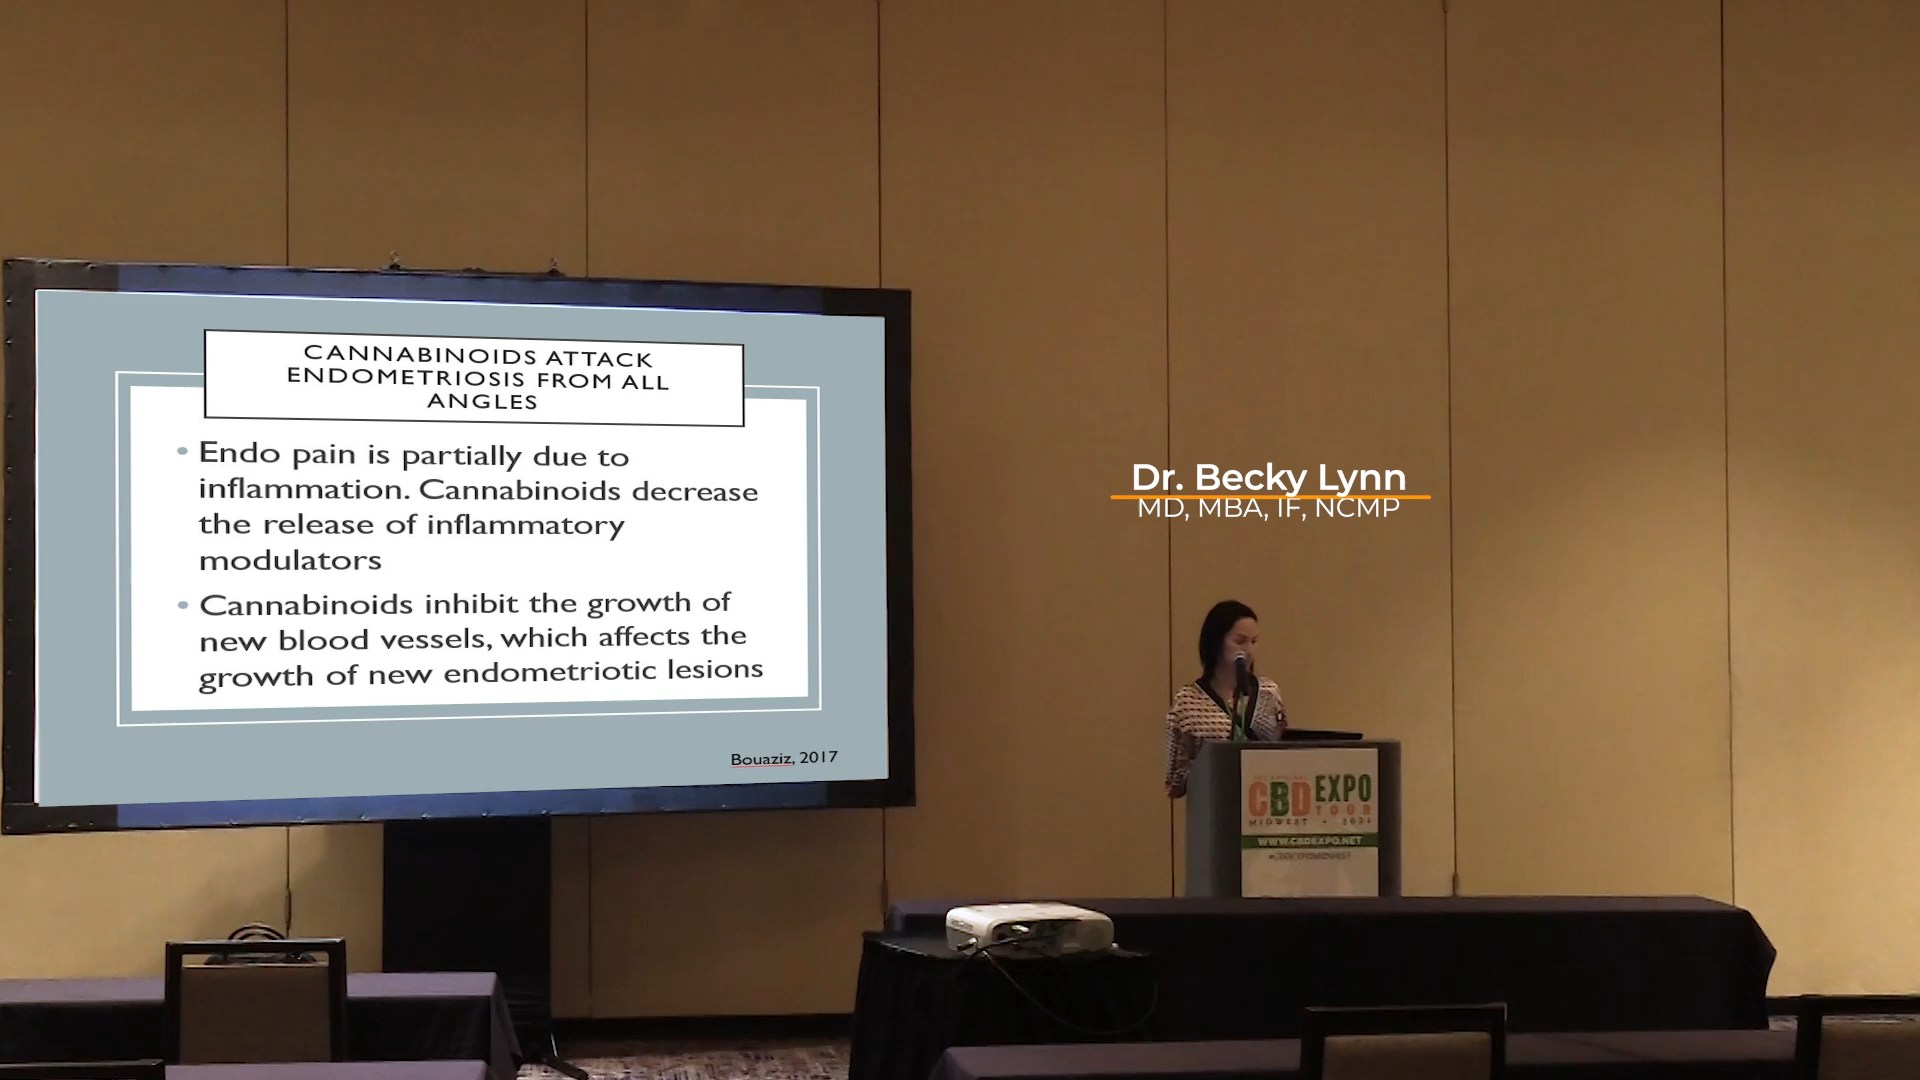 CANNABINOIDS ATTACK
ENDOMETRIOSIS FROM ALL
ANGLES
• Endo pain is partially due to
inflammation. Cannabinoids decrease
the release of inflammatory
modulators
• Cannabinoids inhibit the growth of
new blood vessels, which affects the
growth of new endometriotic lesions
Bouaziz, 2017
Dr. Becky Lynn
MD, MBA, IF, NCMP
CBD EXPO
TOUR
MIDWEST • 2021
WWW.CBDEXPO.NET